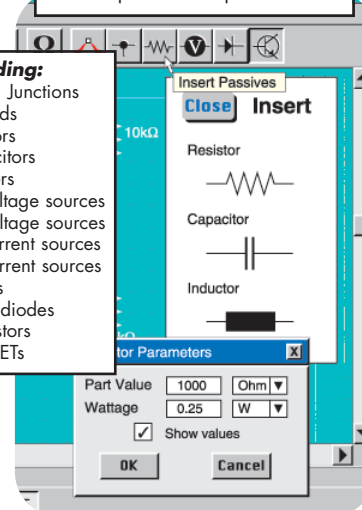 O
V
Insert Passives
ding:
Junctions
ds
ors
citors
ors
ltage sources
ltage sources
rrent sources
rrent sources
s
diodes
stors
ETs
10kΩ
Close Insert
Resistor
Capacitor
Inductor
tor Parameters X
Part Value 1000 Ohm
Wattage 0.25 W
Show values
OK Cancel